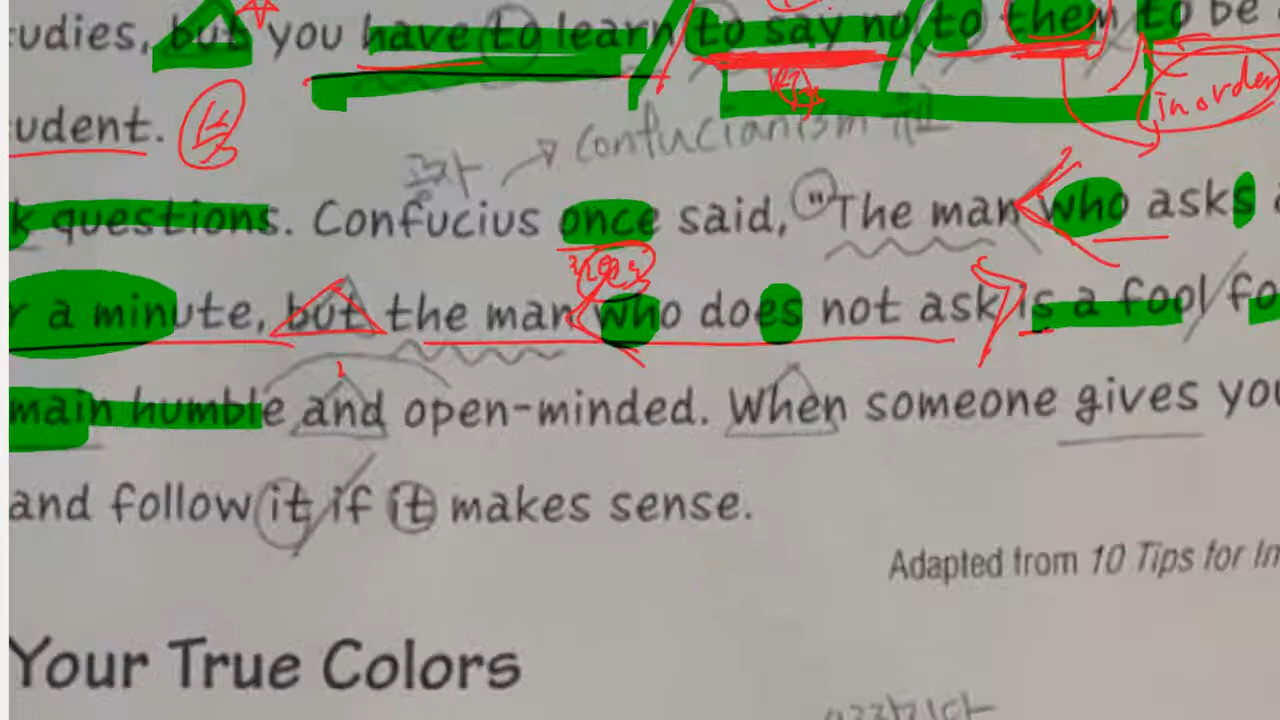 udies, but you have to learn to say no to them to be
in order
udent.
Confucianism
k questions. Confucius once said, "The man who asks
r a minute, but the man who does not ask is a fool fo
main humble and open-minded. When someone gives you
and follow it if it makes sense.
Adapted from 10 Tips for In
Your True Colors